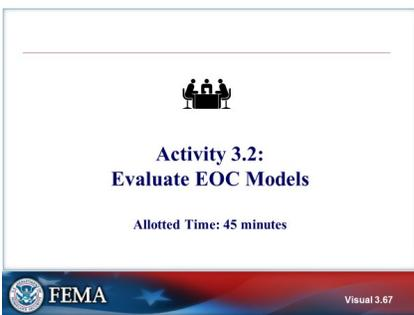 Activity 3.2:
Evaluate EOC Models
Allotted Time: 45 minutes
FEMA
Visual 3.67